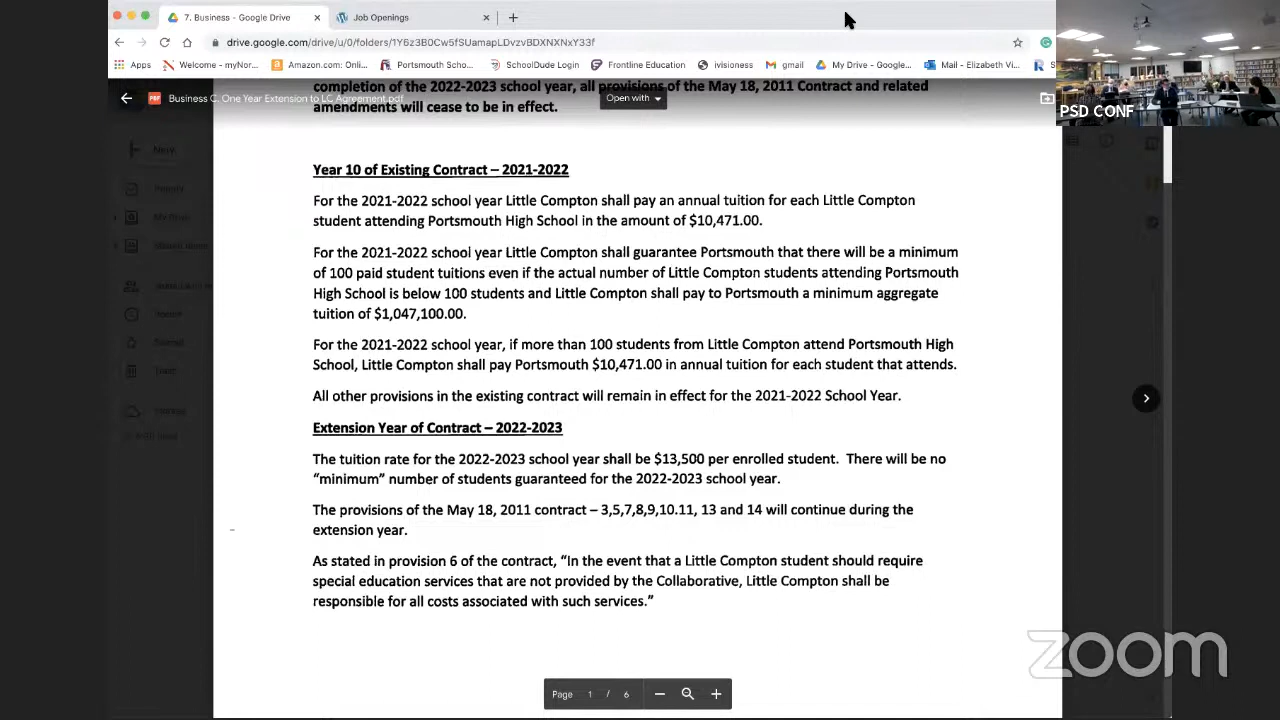 7. Business - Google Drive
Job Openings
drive.google.com/drive/u/0/folders/1Y6z3B0Cw5fSUamapLDvzvBDXNXNxY33f
Apps Welcome - myNor... Amazon.com: Onli... Portsmouth Scho... SchoolDude Login Frontline Education ivisioness gmail My Drive - Google... Mail - Elizabeth Vi... R S
completion of the 2022-2023 school year, all provisions of the May 18, 2011 Contract and related
Business C. One Year Extension to LC Agreement.pdf Open with
amendments will cease to be in effect.
PSD CONF
Year 10 of Existing Contract – 2021-2022
For the 2021-2022 school year Little Compton shall pay an annual tuition for each Little Compton
student attending Portsmouth High School in the amount of $10,471.00.
For the 2021-2022 school year Little Compton shall guarantee Portsmouth that there will be a minimum
of 100 paid student tuitions even if the actual number of Little Compton students attending Portsmouth
High School is below 100 students and Little Compton shall pay to Portsmouth a minimum aggregate
tuition of $1,047,100.00.
For the 2021-2022 school year, if more than 100 students from Little Compton attend Portsmouth High
School, Little Compton shall pay Portsmouth $10,471.00 in annual tuition for each student that attends.
All other provisions in the existing contract will remain in effect for the 2021-2022 School Year.
Extension Year of Contract – 2022-2023
The tuition rate for the 2022-2023 school year shall be $13,500 per enrolled student. There will be no
“minimum” number of students guaranteed for the 2022-2023 school year.
The provisions of the May 18, 2011 contract – 3,5,7,8,9,10.11, 13 and 14 will continue during the
extension year.
As stated in provision 6 of the contract, “In the event that a Little Compton student should require
special education services that are not provided by the Collaborative, Little Compton shall be
responsible for all costs associated with such services.”
zoom
Page 1 / 6